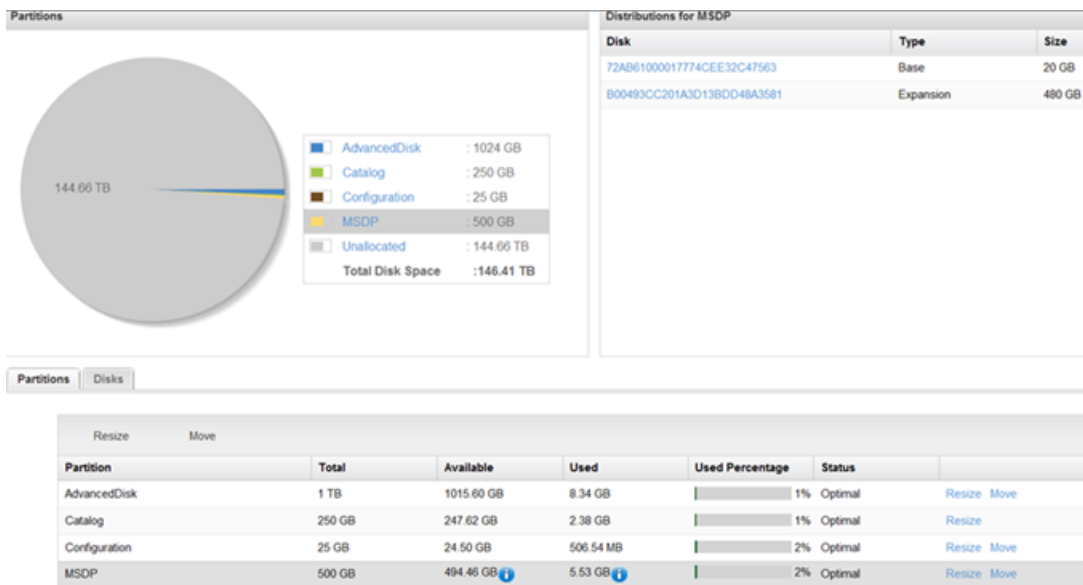 Partitions
144.66 TB
AdvancedDisk : 1024 GB
Catalog : 250 GB
Configuration : 25 GB
MSDP : 500 GB
Unallocated : 144.66 TB
Total Disk Space :146.41 TB
Distributions for MSDP
Disk Type Size
72AB61000017774CEE32C47563 Base 20 GB
B00493CC201A3D13BDD48A3581 Expansion 480 GB
Partitions Disks
Resize Move
Partition Total Available Used Used Percentage Status
AdvancedDisk 1 TB 1015.60 GB 8.34 GB 1% Optimal Resize Move
Catalog 250 GB 247.62 GB 2.38 GB 1% Optimal Resize
Configuration 25 GB 24.50 GB 506.54 MB 2% Optimal Resize Move
MSDP 500 GB 494.46 GB 5.53 GB 2% Optimal Resize Move